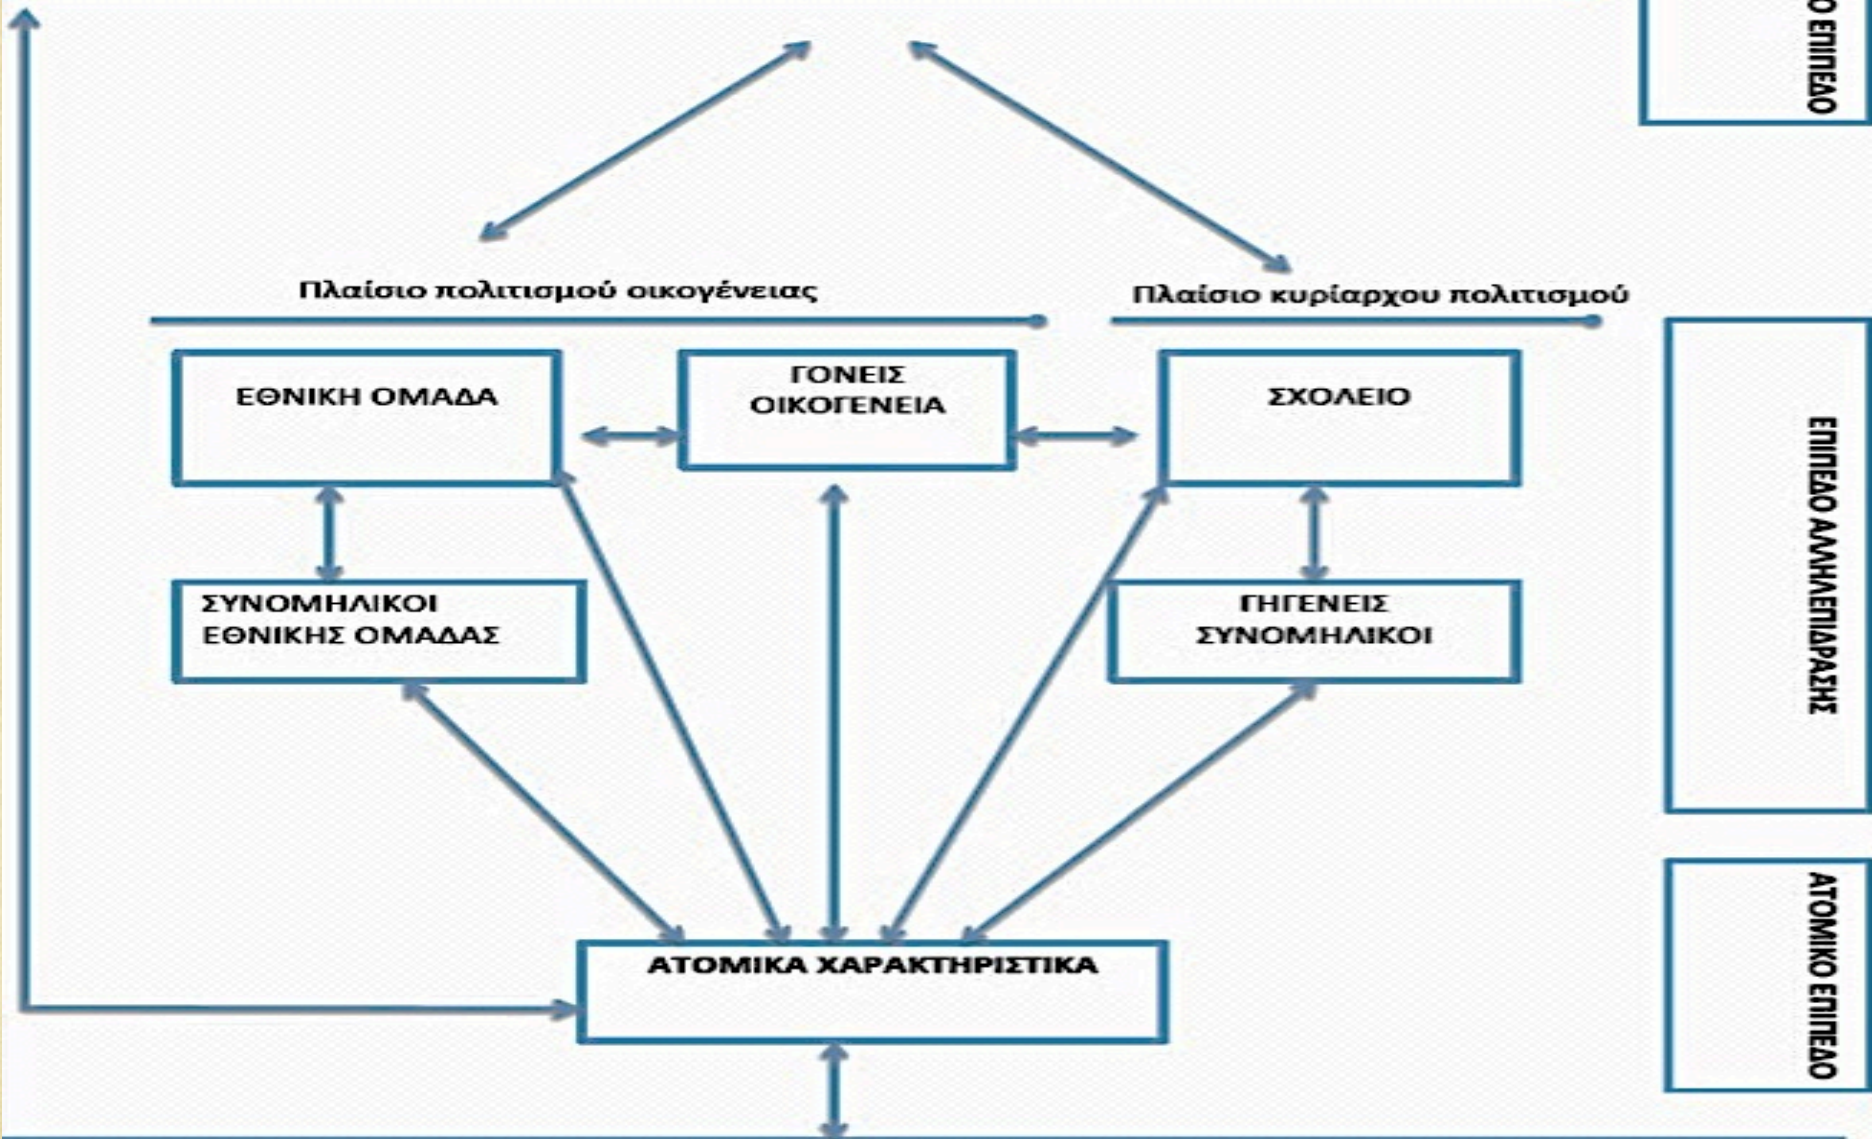 Ο ΕΠΙΠΕΔΟ
Πλαίσιο πολιτισμού οικογένειας
Πλαίσιο κυρίαρχου πολιτισμού
ΕΘΝΙΚΗ ΟΜΑΔΑ
ΓΟΝΕΙΣ
ΟΙΚΟΓΕΝΕΙΑ
ΣΧΟΛΕΙΟ
ΣΥΝΟΜΗΛΙΚΟΙ
ΕΘΝΙΚΗΣ ΟΜΑΔΑΣ
ΓΗΓΕΝΕΙΣ
ΣΥΝΟΜΗΛΙΚΟΙ
ΕΠΙΠΕΔΟ ΑΛΛΗΛΕΠΙΔΡΑΣΗΣ
ΑΤΟΜΙΚΑ ΧΑΡΑΚΤΗΡΙΣΤΙΚΑ
ΑΤΟΜΙΚΟ ΕΠΙΠΕΔΟ